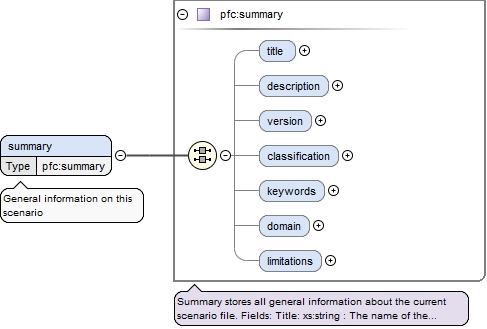 pfc:summary
title
description
version
summary
Type pfc:summary
classification
General information on this
scenario
keywords
domain
limitations
Summary stores all general information about the current
scenario file. Fields: Title: xs:string : The name of the...